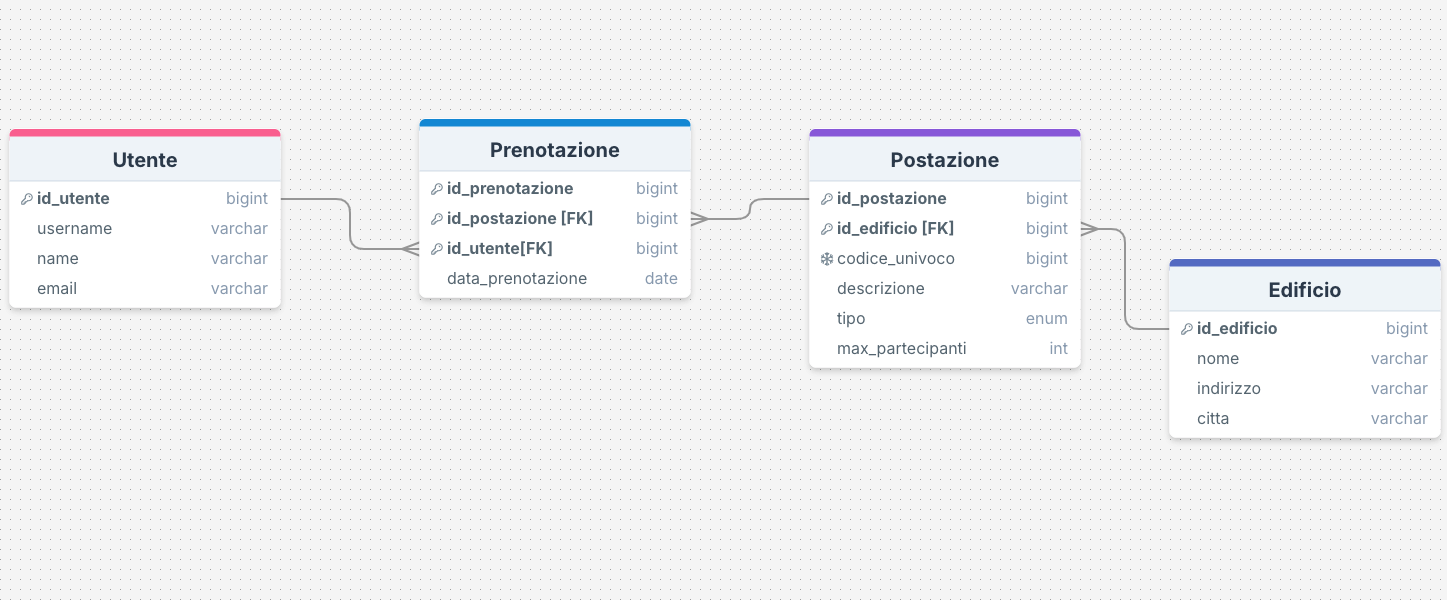 Utente
id_utente bigint
username varchar
name varchar
email varchar
Prenotazione
id_prenotazione bigint
id_postazione [FK] bigint
id_utente[FK] bigint
data_prenotazione date
Postazione
id_postazione bigint
id_edificio [FK] bigint
codice_univoco bigint
descrizione varchar
tipo enum
max_partecipanti int
Edificio
id_edificio bigint
nome varchar
indirizzo varchar
citta varchar